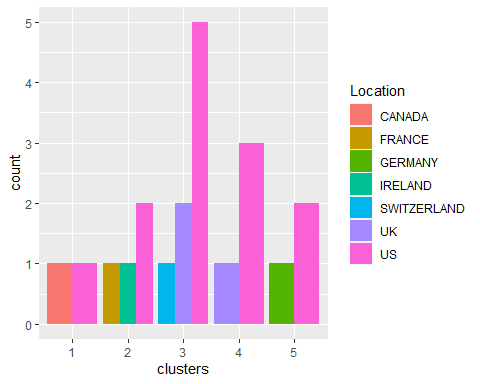 5
4
3
2
1
0
count
1 2 3 4 5
clusters
Location
CANADA
FRANCE
GERMANY
IRELAND
SWITZERLAND
UK
US